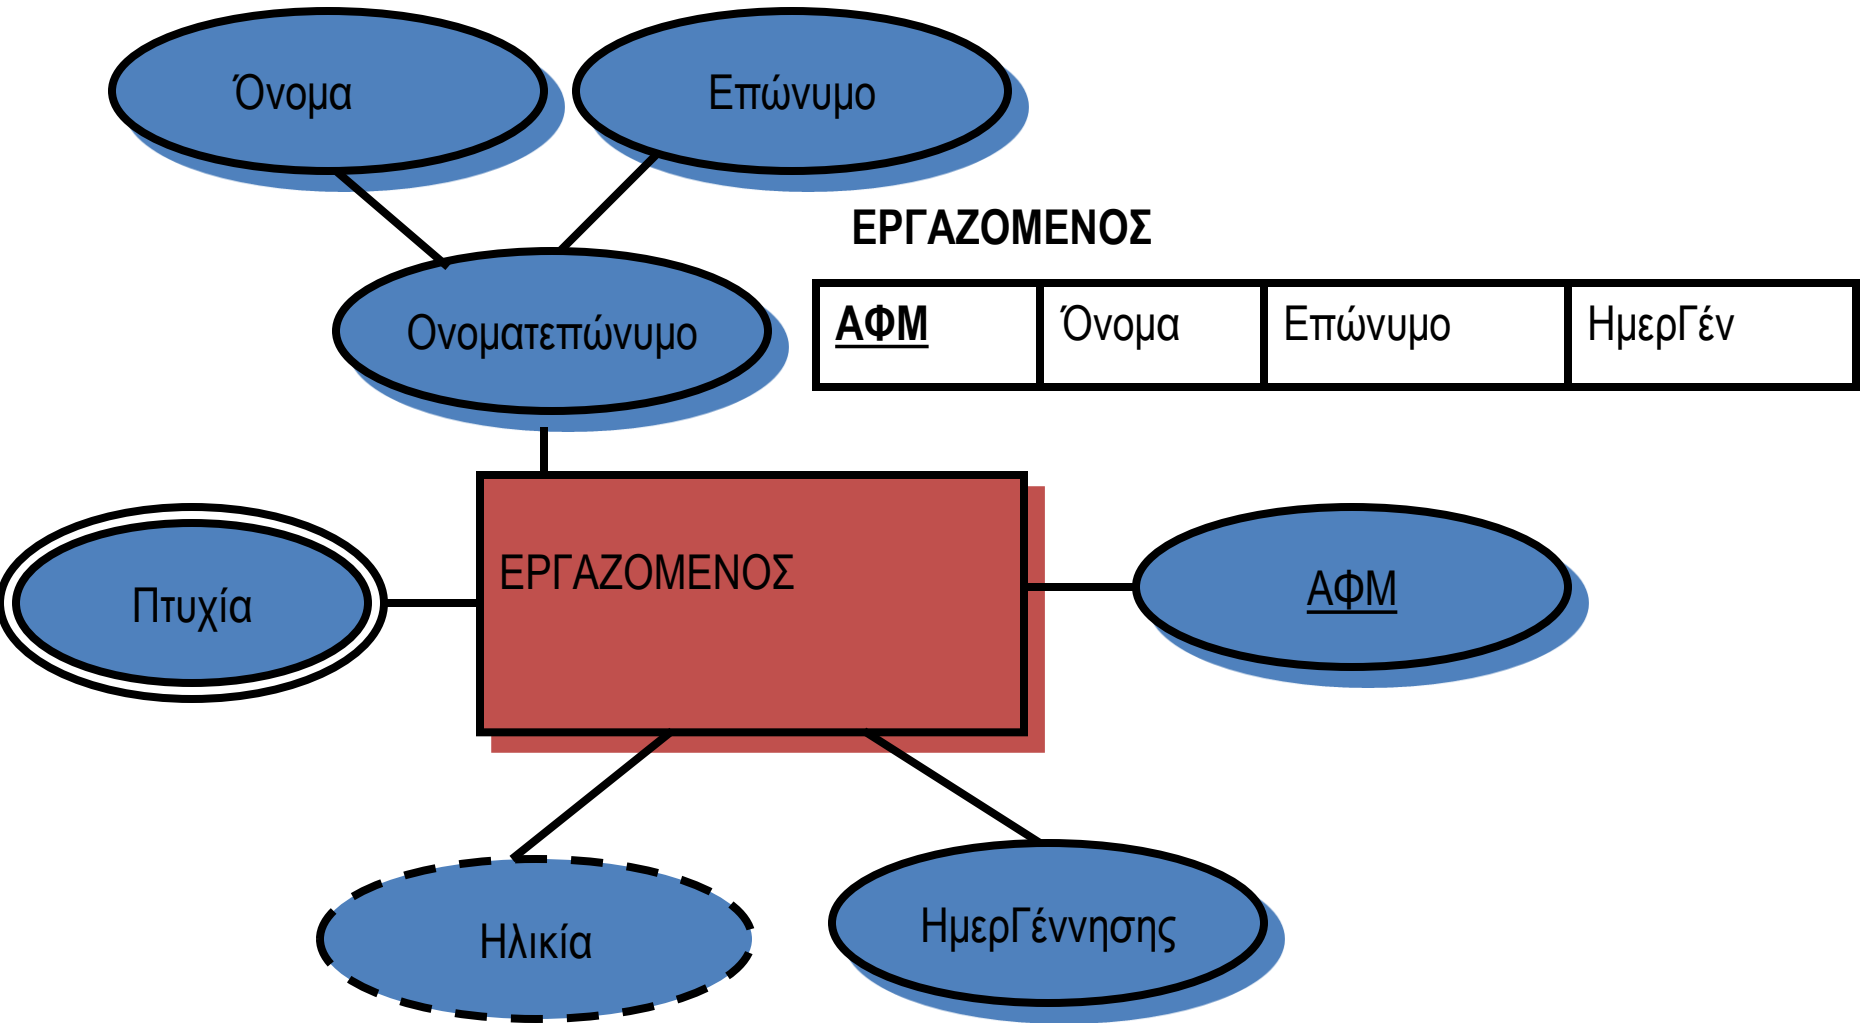 Όνομα
Επώνυμο
ΕΡΓΑΖΟΜΕΝΟΣ
ΑΦΜ Όνομα Επώνυμο ΗμερΓέν
Ονοματεπώνυμο
ΕΡΓΑΖΟΜΕΝΟΣ
Πτυχία
ΑΦΜ
Ηλικία
ΗμερΓέννησης